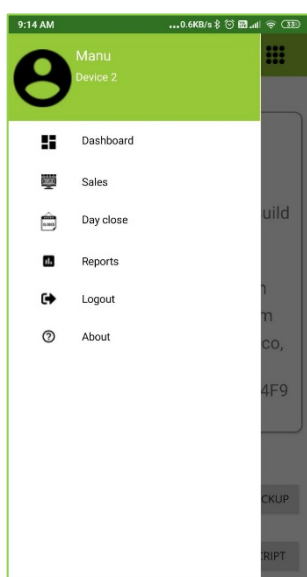 9:14 AM ...0.6KB/s 33
Manu
Device 2
Dashboard
Sales
Day close
Reports
Logout
About
uild
n
m
co,
4F9
CKUP
RIPT